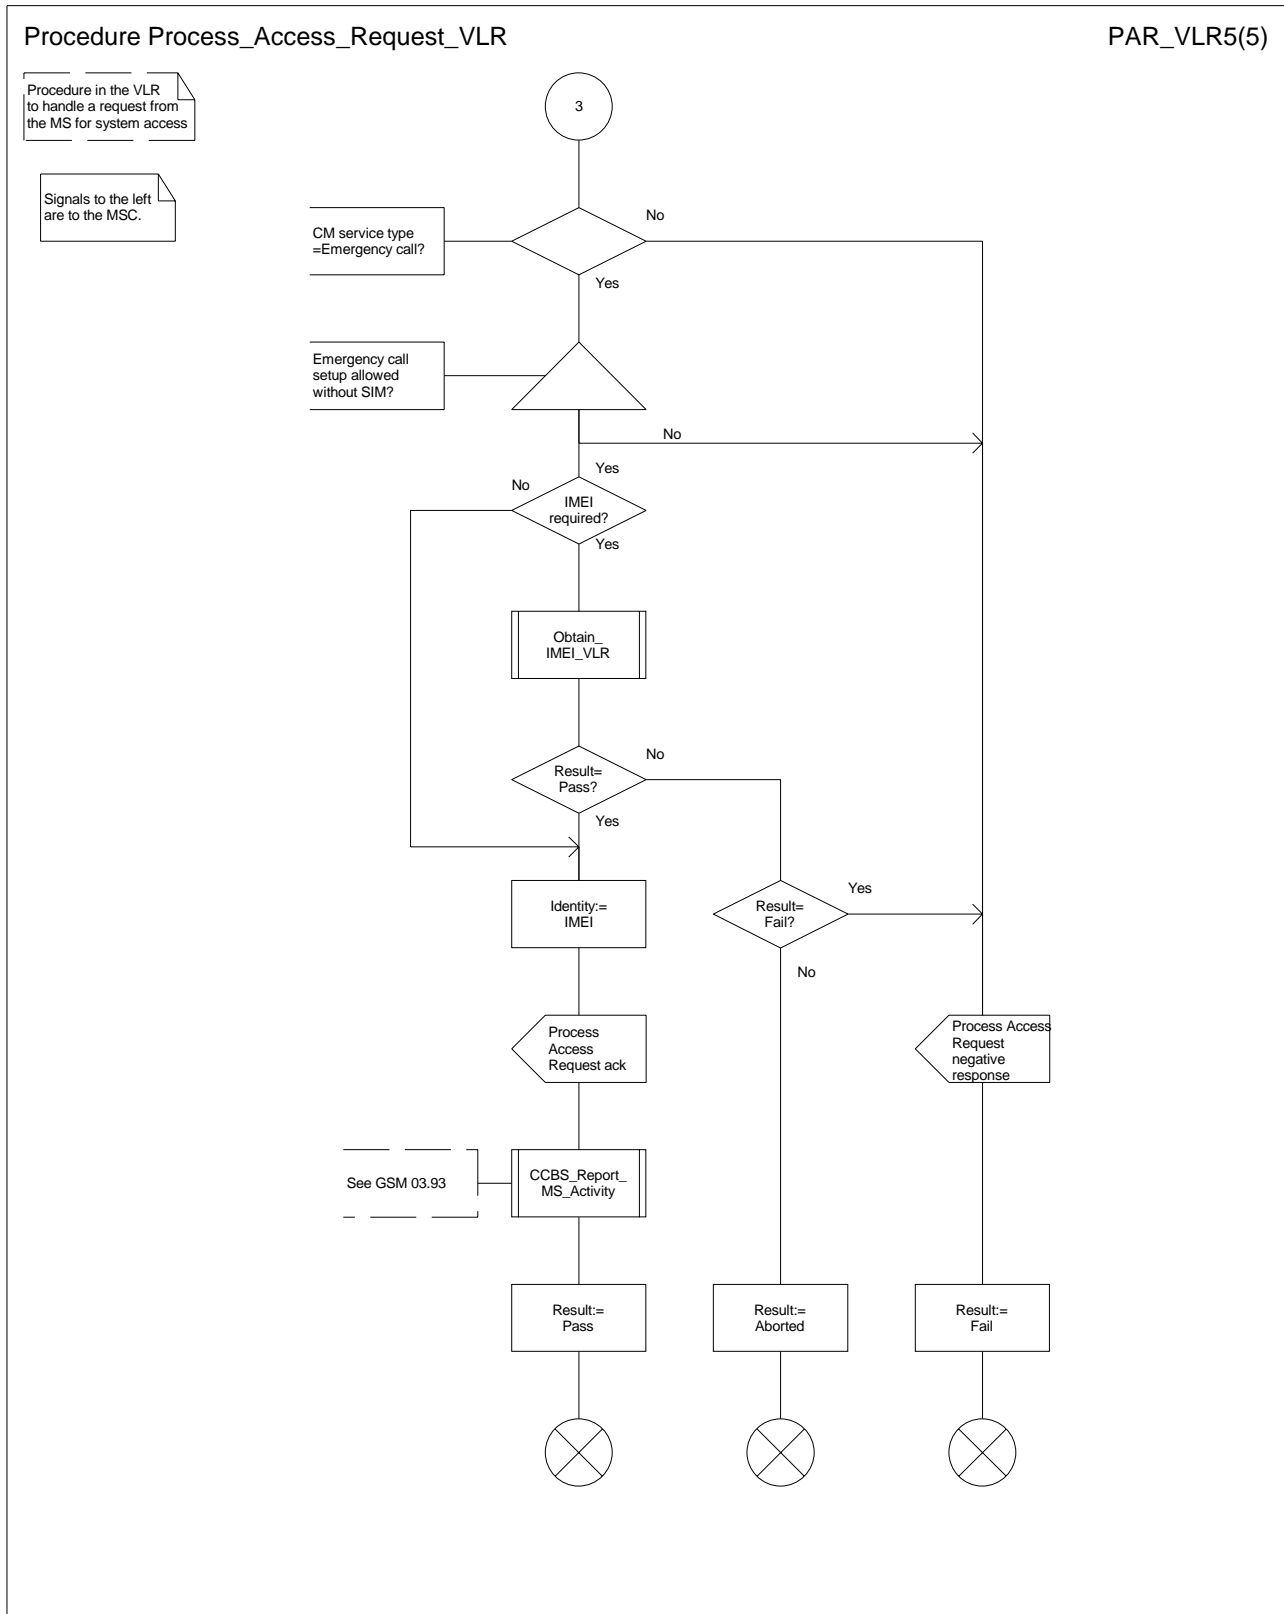 Procedure Process_Access_Request_VLR
PAR_VLR5(5)
Procedure in the VLR
to handle a request from
the MS for system access
3
Signals to the left
are to the MSC.
No
CM service type
=Emergency call?
Yes
Emergency call
setup allowed
without SIM?
No
Yes
No
IMEI
required?
Yes
Obtain_
IMEI_VLR
No
Result=
Pass?
Yes
Yes
Identity:=
IMEI
Result=
Fail?
No
Process
Access
Request ack
Process Access
Request
negative
response
See GSM 03.93
CCBS_Report_
MS_Activity
Result:=
Pass
Result:=
Aborted
Result:=
Fail